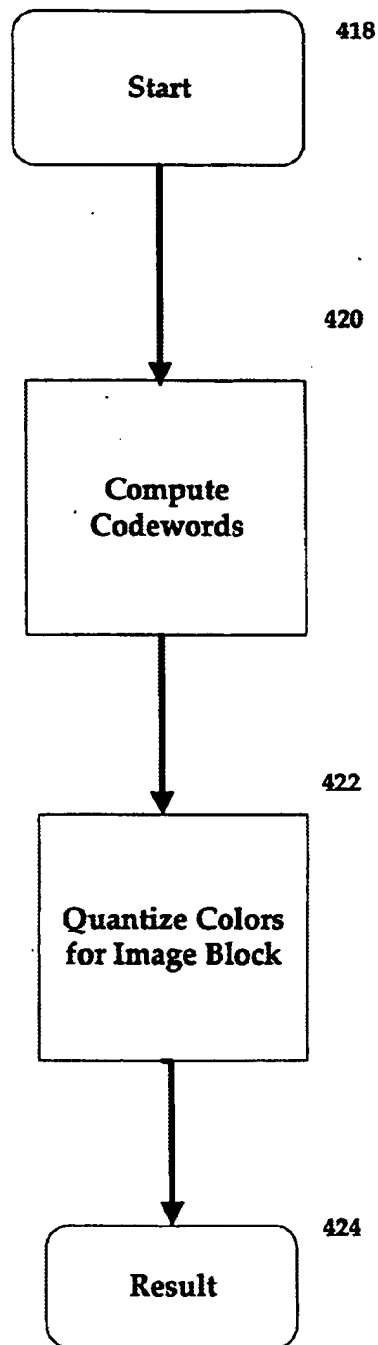 418
Start
420
Compute
Codewords
422
Quantize Colors
for Image Block
424
Result